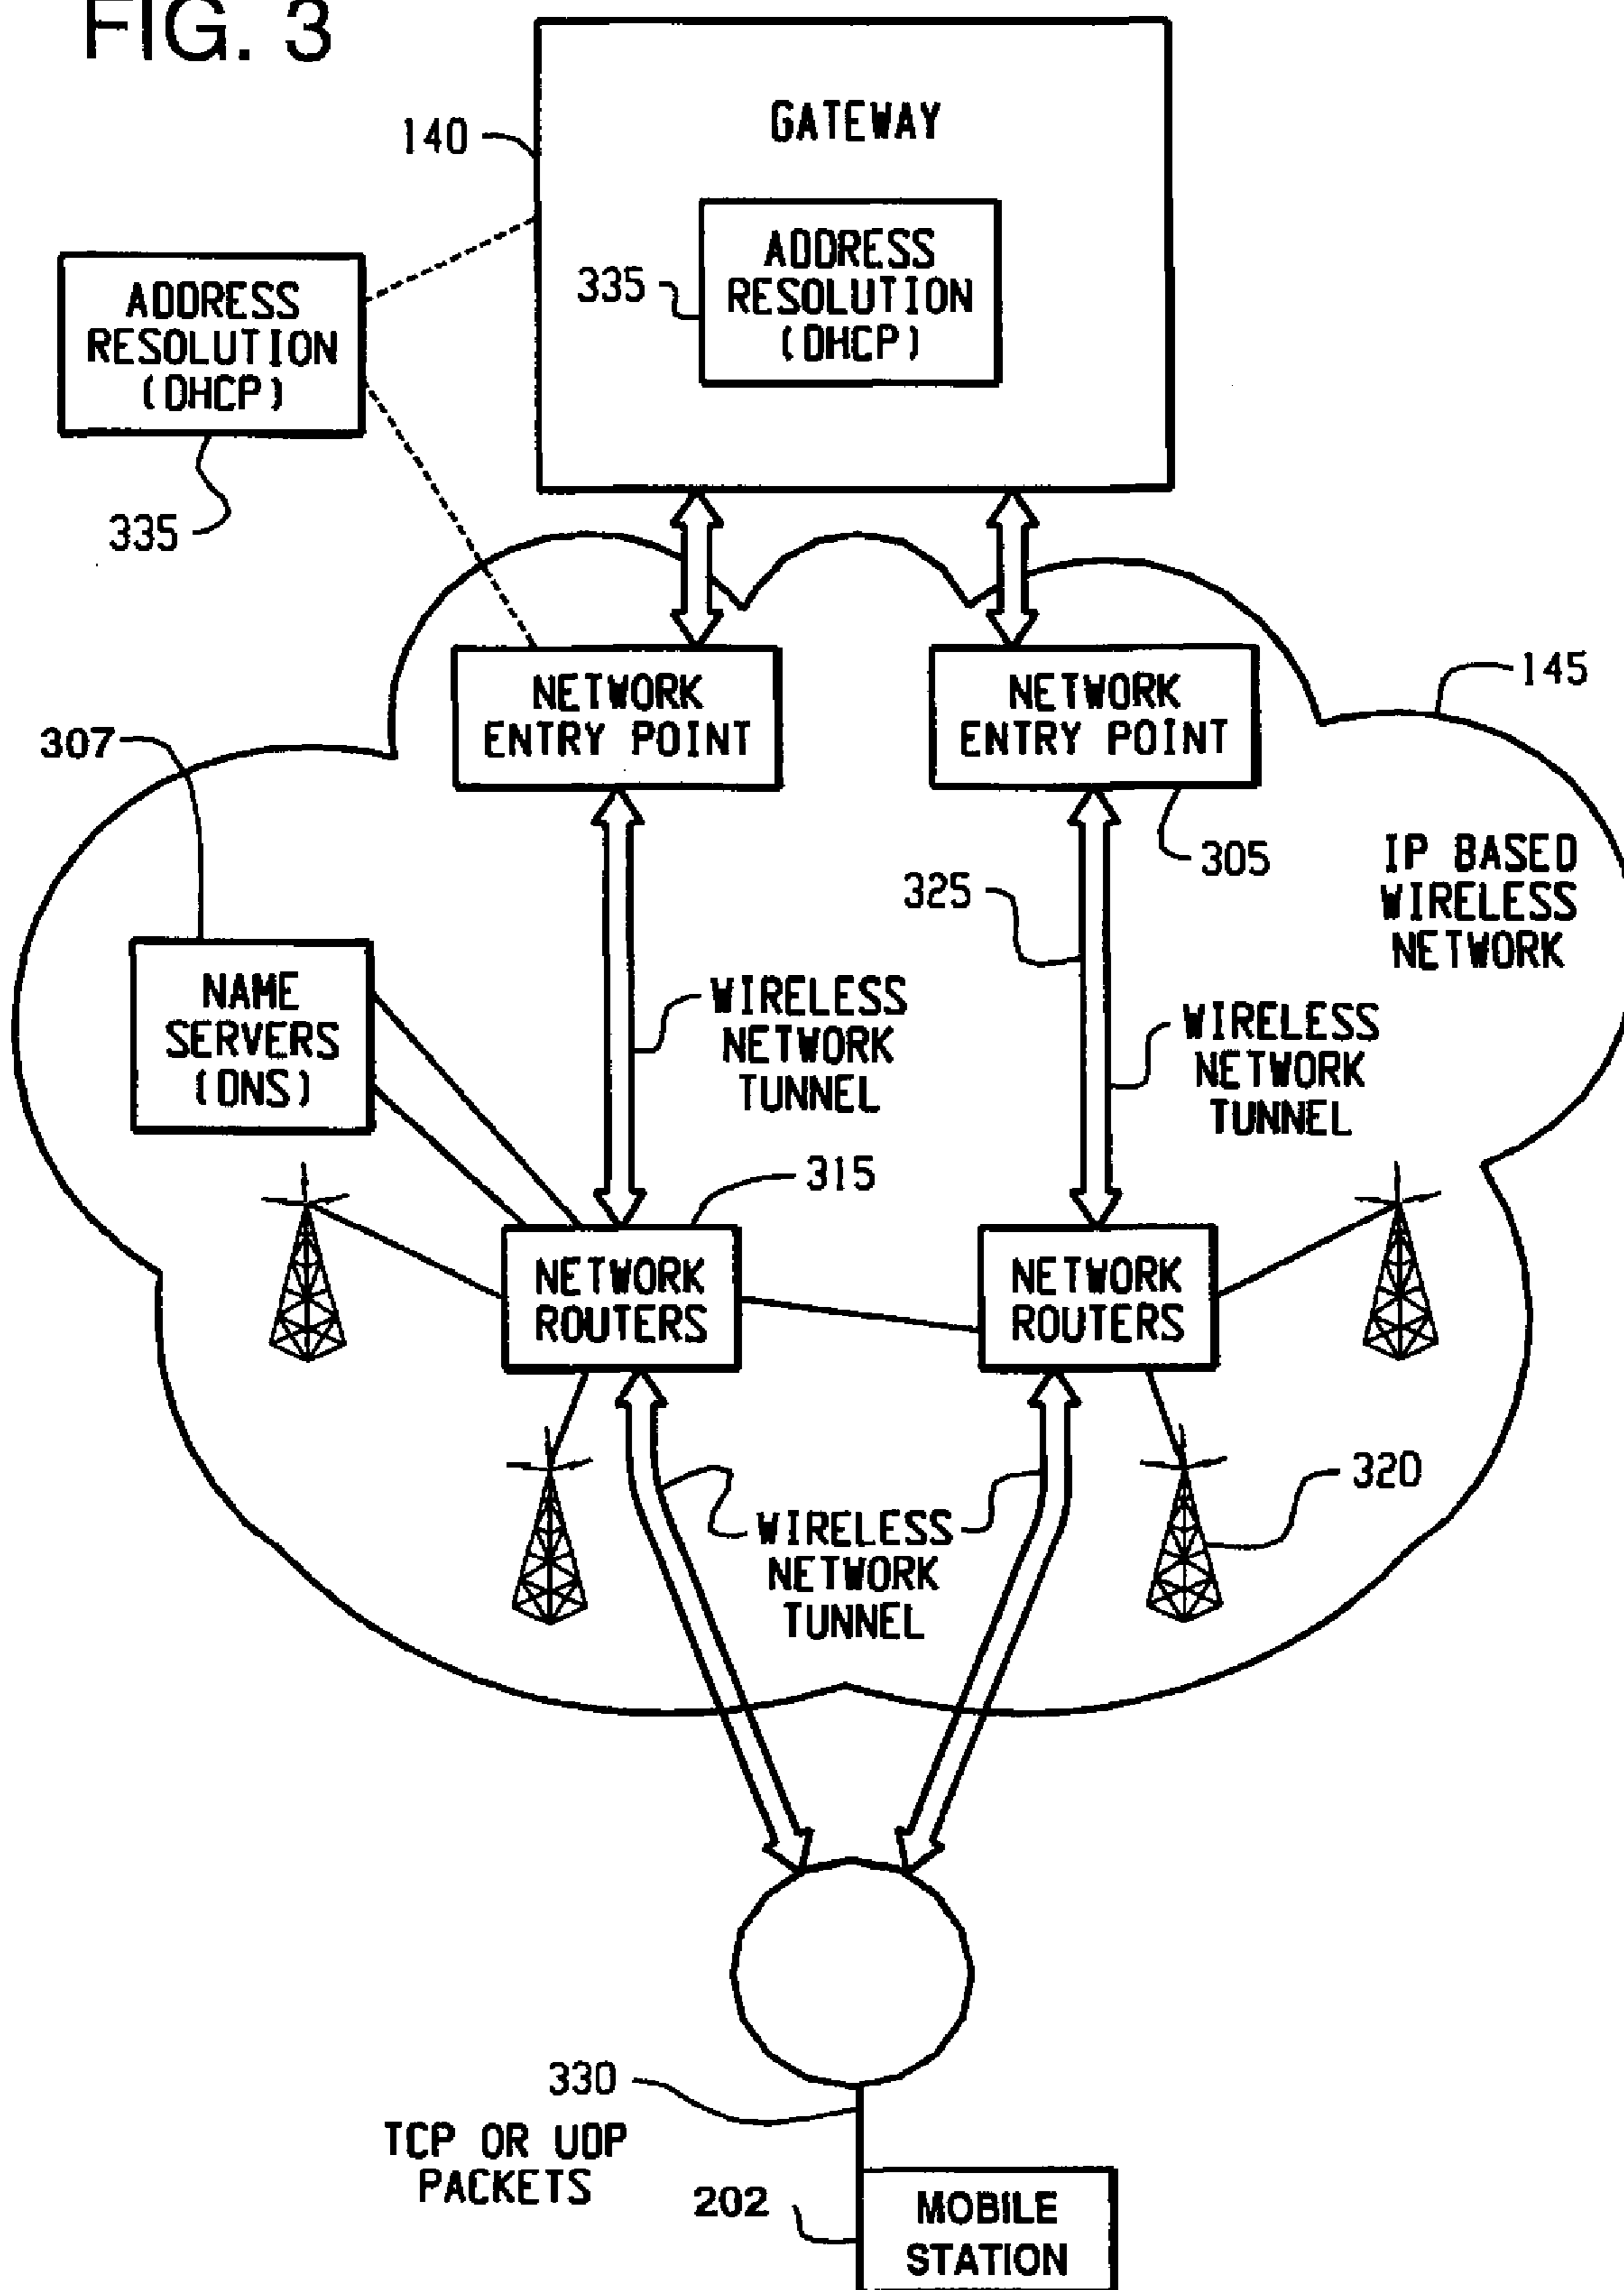 FIG. 3
GATEWAY
140
ADDRESS
RESOLUTION
(DHCP)
335
ADDRESS
RESOLUTION
(DHCP)
335
145
NETWORK
ENTRY POINT
NETWORK
ENTRY POINT
307
305
IP BASED
WIRELESS
NETWORK
325
NAME
SERVERS
(DNS)
WIRELESS
NETWORK
TUNNEL
WIRELESS
NETWORK
TUNNEL
315
NETWORK
ROUTERS
NETWORK
ROUTERS
320
WIRELESS
NETWORK
TUNNEL
330
TCP OR UDP
PACKETS
202
MOBILE
STATION